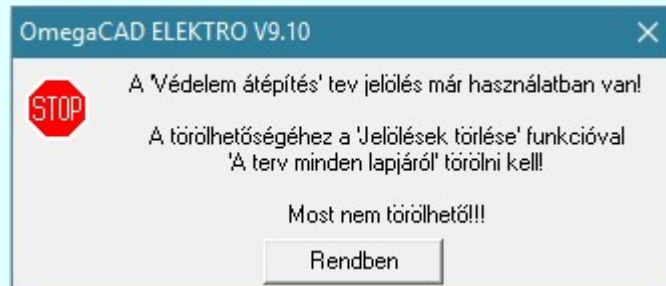 OmegaCAD ELEKTRO V9.10
STOP
A 'Védelem átépítés' tev jelölés már használatban van!
A törölhetőségéhez a 'Jelölések törlése' funkcióval
'A terv minden lapjáról' törölni kell!
Most nem törölhető!!!
Rendben